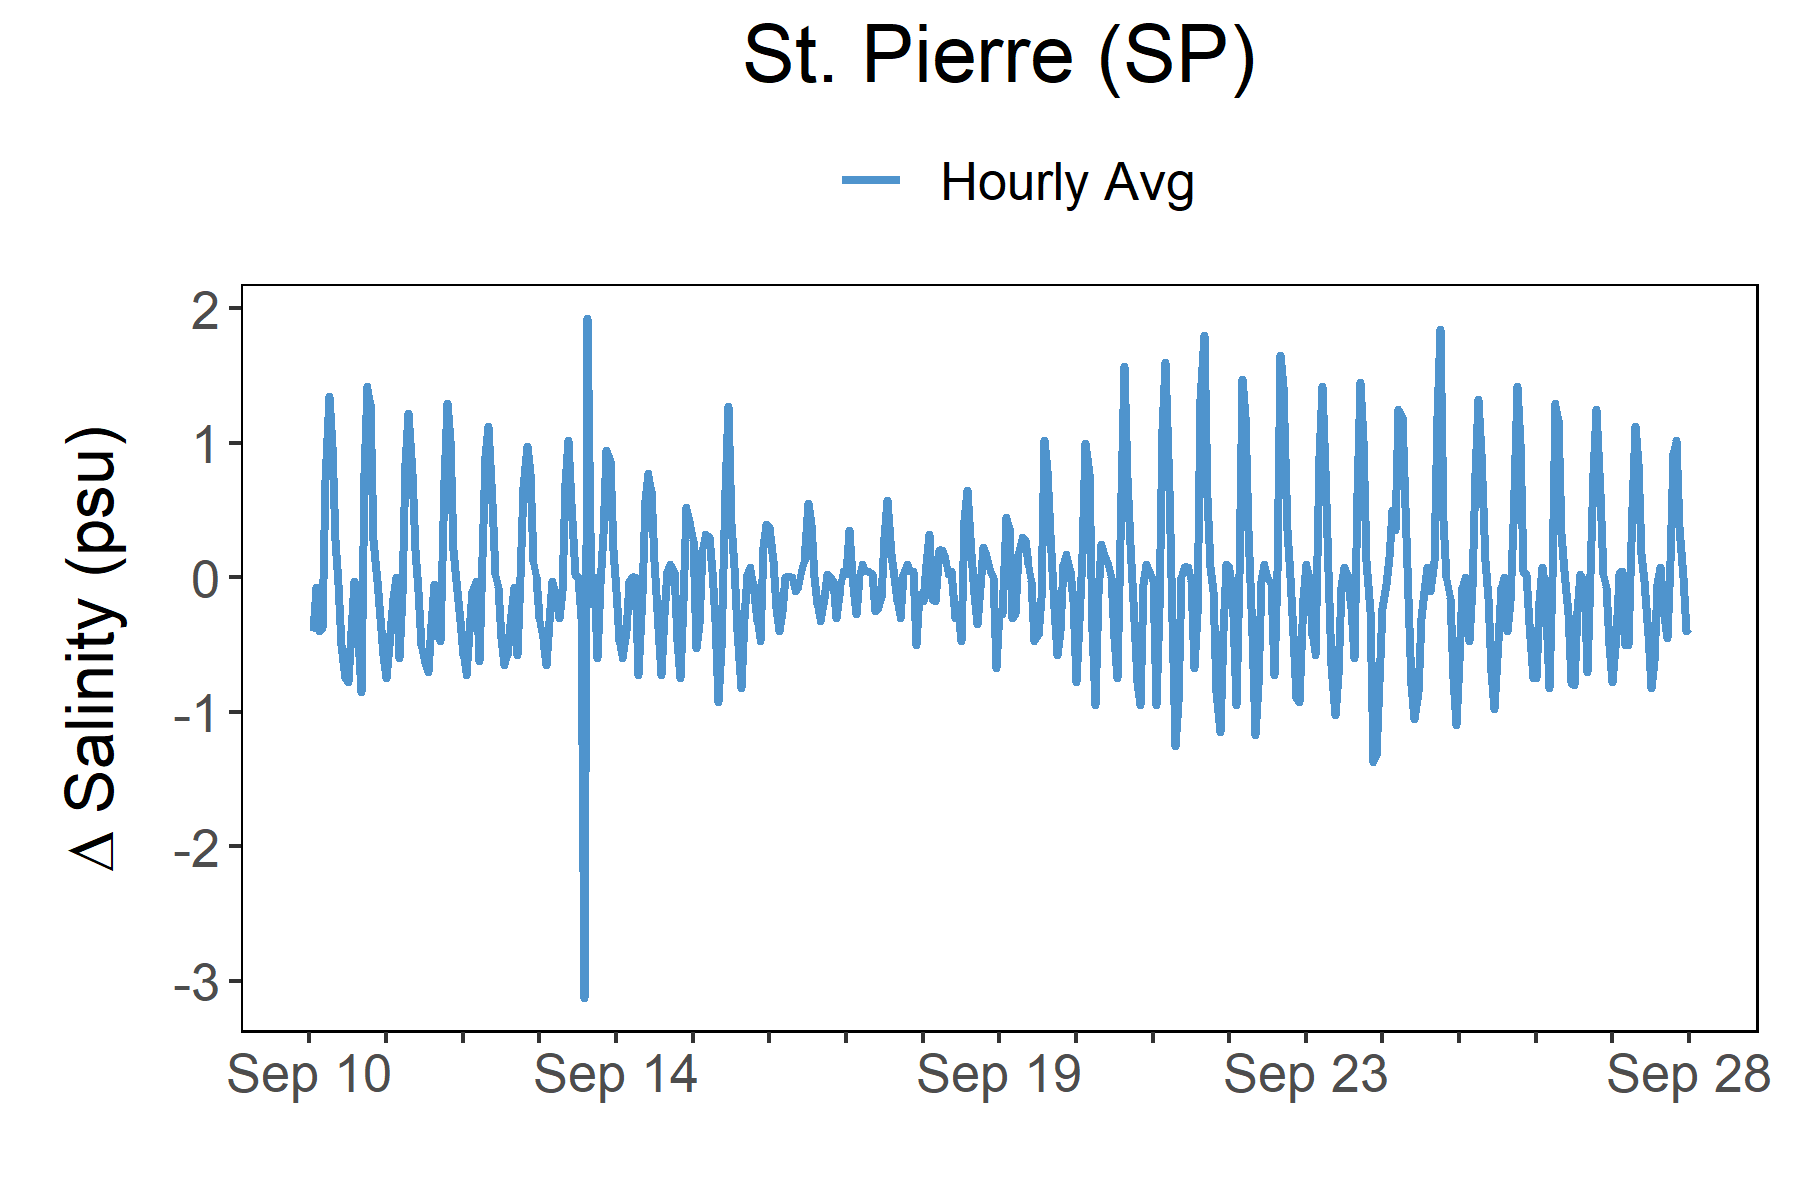 St. Pierre (SP)
Hourly Avg
Δ Salinity (psu)
2
1
0
-1
-2
-3
Sep 10 Sep 14 Sep 19 Sep 23 Sep 28